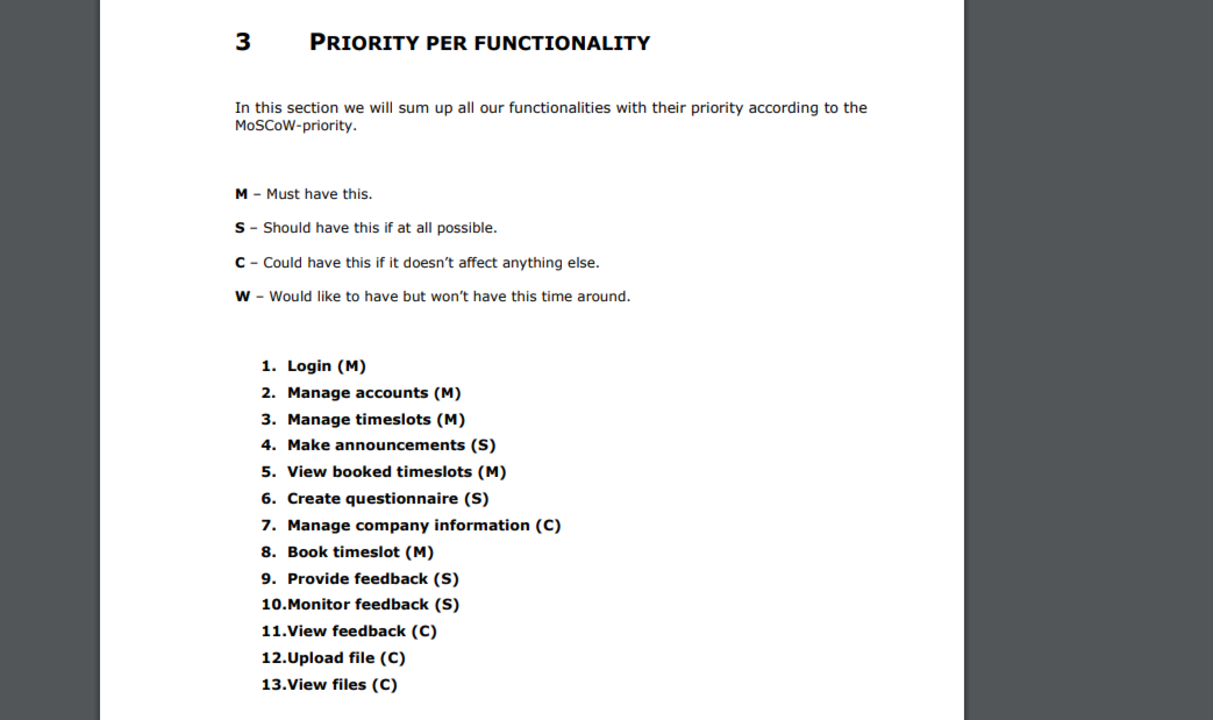 3 PRIORITY PER FUNCTIONALITY
In this section we will sum up all our functionalities with their priority according to the
MoSCoW-priority.
M – Must have this.
S – Should have this if at all possible.
C – Could have this if it doesn’t affect anything else.
W – Would like to have but won’t have this time around.
1. Login (M)
2. Manage accounts (M)
3. Manage timeslots (M)
4. Make announcements (S)
5. View booked timeslots (M)
6. Create questionnaire (S)
7. Manage company information (C)
8. Book timeslot (M)
9. Provide feedback (S)
10.Monitor feedback (S)
11.View feedback (C)
12.Upload file (C)
13.View files (C)